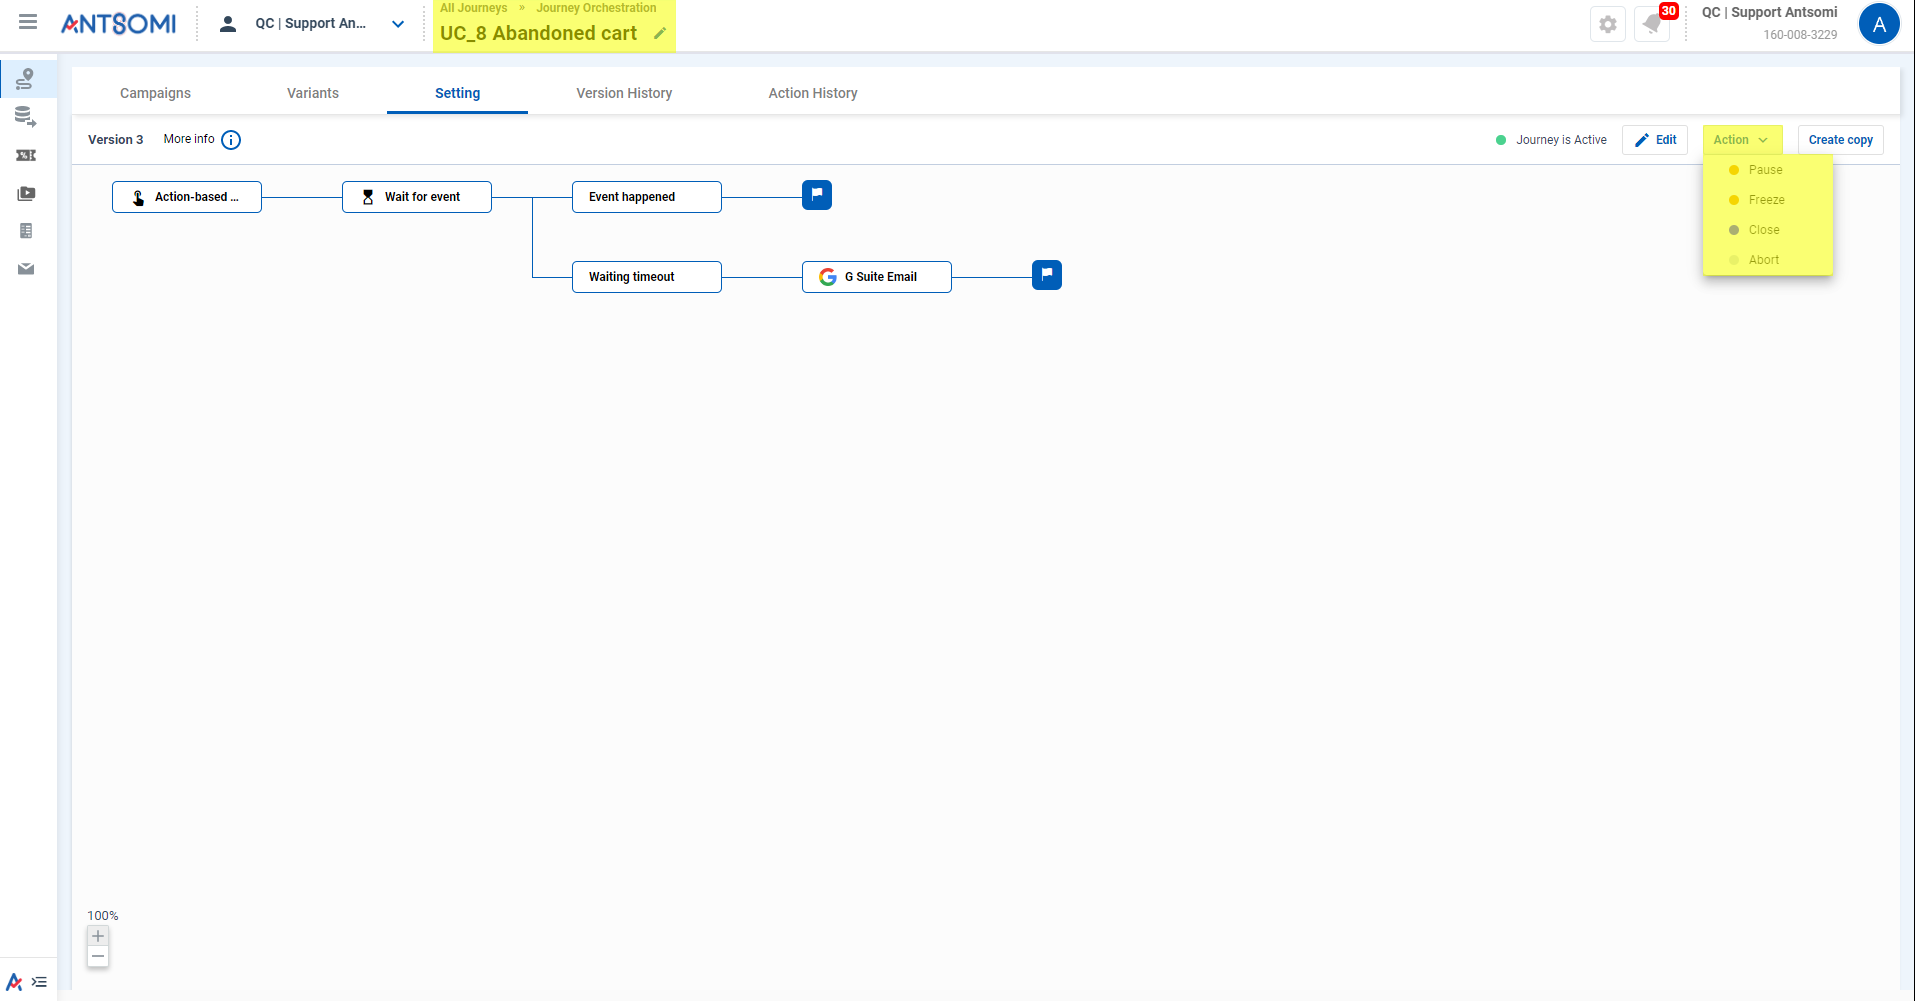 ANTSOMI
QC | Support An...
All Journeys » Journey Orchestration
UC_8 Abandoned cart
30
QC | Support Antsomi
160-008-3229
A
Campaigns
Variants
Setting
Version History
Action History
Version 3
More info
Journey is Active
Edit
Action
Create copy
Pause
Freeze
Close
Abort
Action-based ...
Wait for event
Event happened
Waiting timeout
G Suite Email
100%